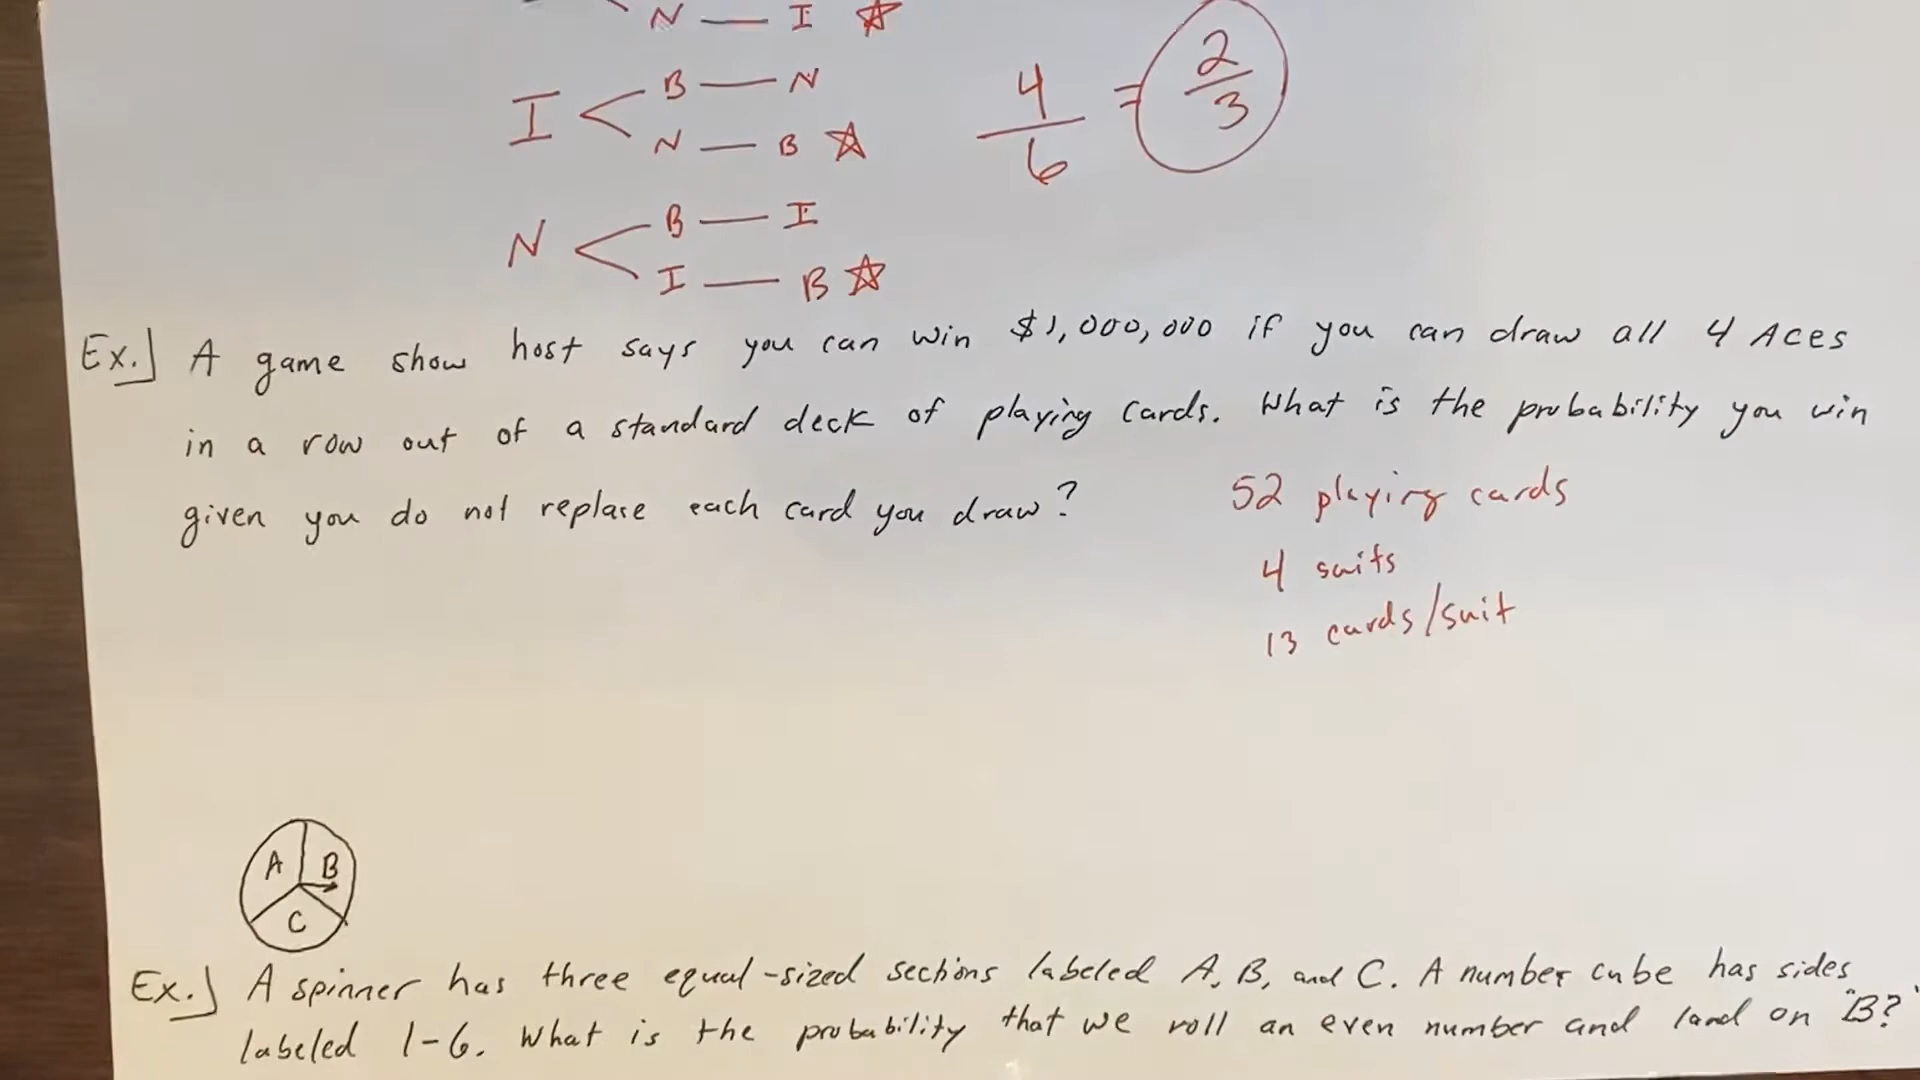 N — I ☆
I < B — N
N — B ☆
4/6 = 2/3
N < B — I
I — B ☆
Ex.] A game show host says you can win $1,000,000 if you can draw all 4 Aces
in a row out of a standard deck of playing cards. What is the probability you win
given you do not replace each card you draw?
52 playing cards
4 suits
13 cards/suit
A B
C
Ex.] A spinner has three equal-sized sections labeled A, B, and C. A number cube has sides
labeled 1-6. What is the probability that we roll an even number and land on "B?"